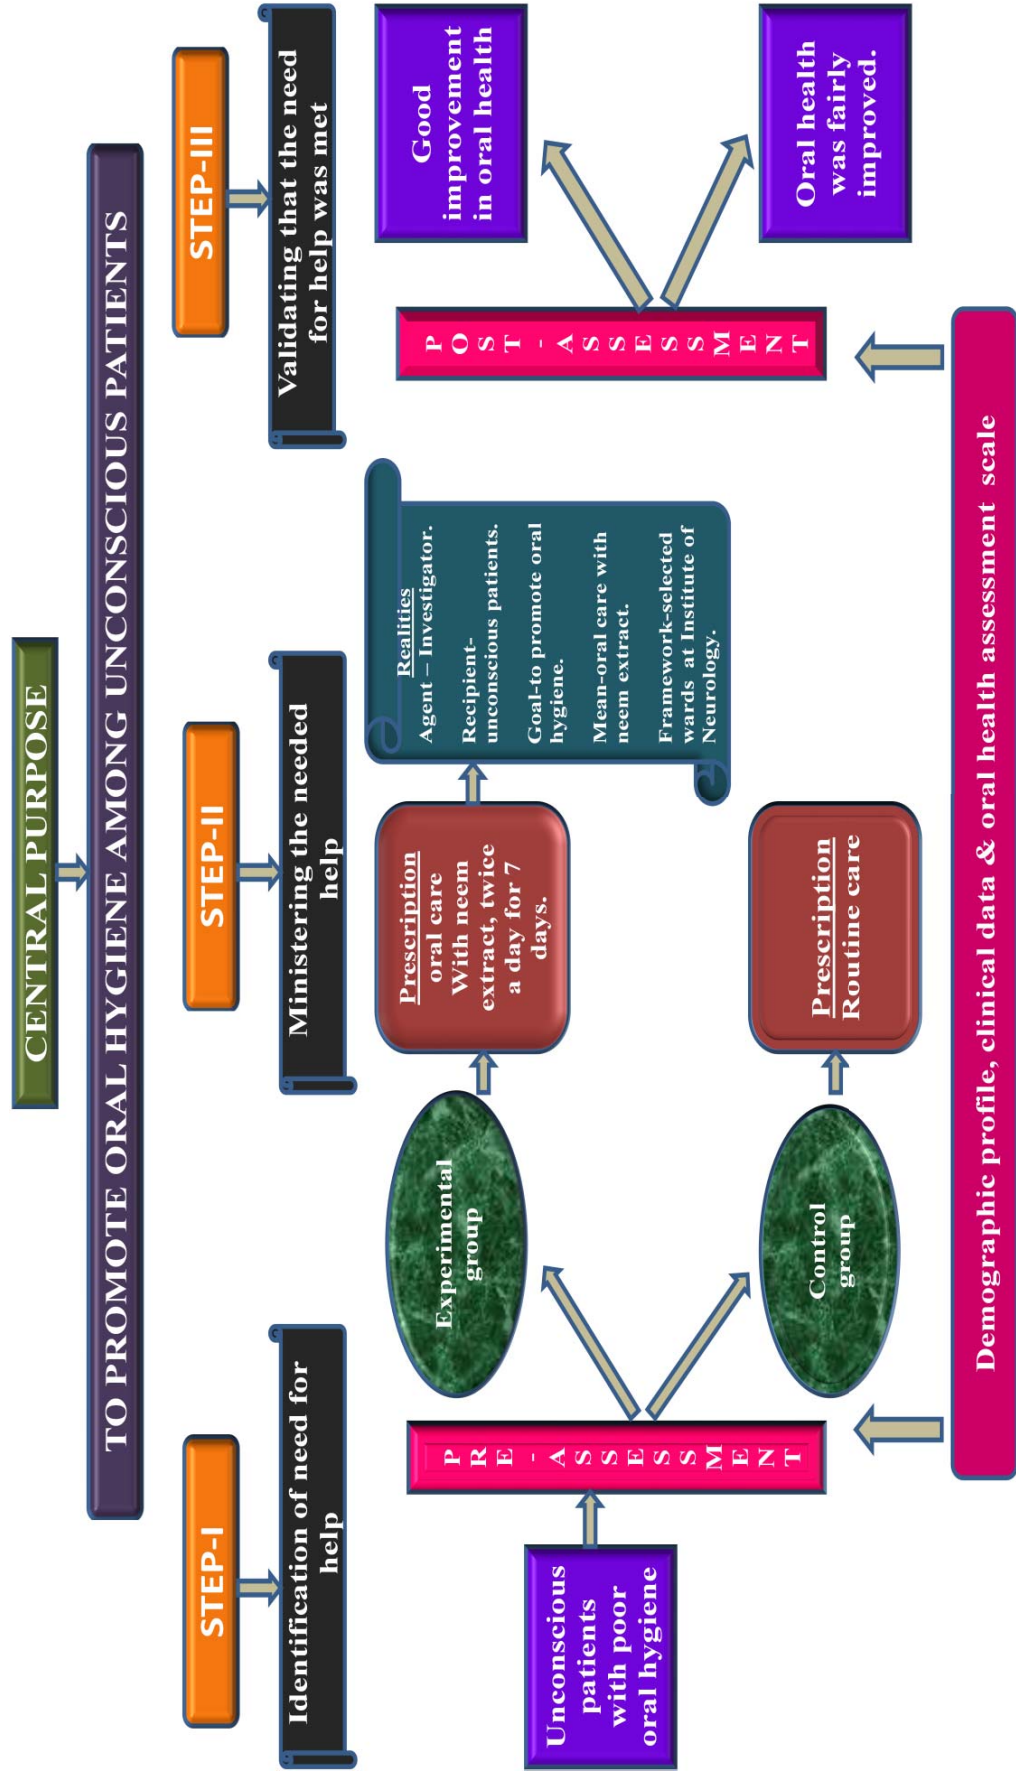 CENTRAL PURPOSE
TO PROMOTE ORAL HYGIENE AMONG UNCONSCIOUS PATIENTS
STEP-I
Identification of need for
help
STEP-II
Ministering the needed
help
STEP-III
Validating that the need
for help was met
Unconscious
patients
with poor
oral hygiene
P
RE
-
A
S
S
E
S
S
M
E
N
T
Experimental
group
Control
group
Prescription
oral care
With neem
extract, twice
a day for 7
days.
Prescription
Routine care
Realities
Agent – Investigator.
Recipient-
unconscious patients.
Goal-to promote oral
hygiene.
Mean-oral care with
neem extract.
Framework-selected
wards at Institute of
Neurology.
P
O
S
T
-
A
S
S
E
S
S
M
E
N
T
Good
improvement
in oral health
Oral health
was fairly
improved.
Demographic profile, clinical data & oral health assessment scale